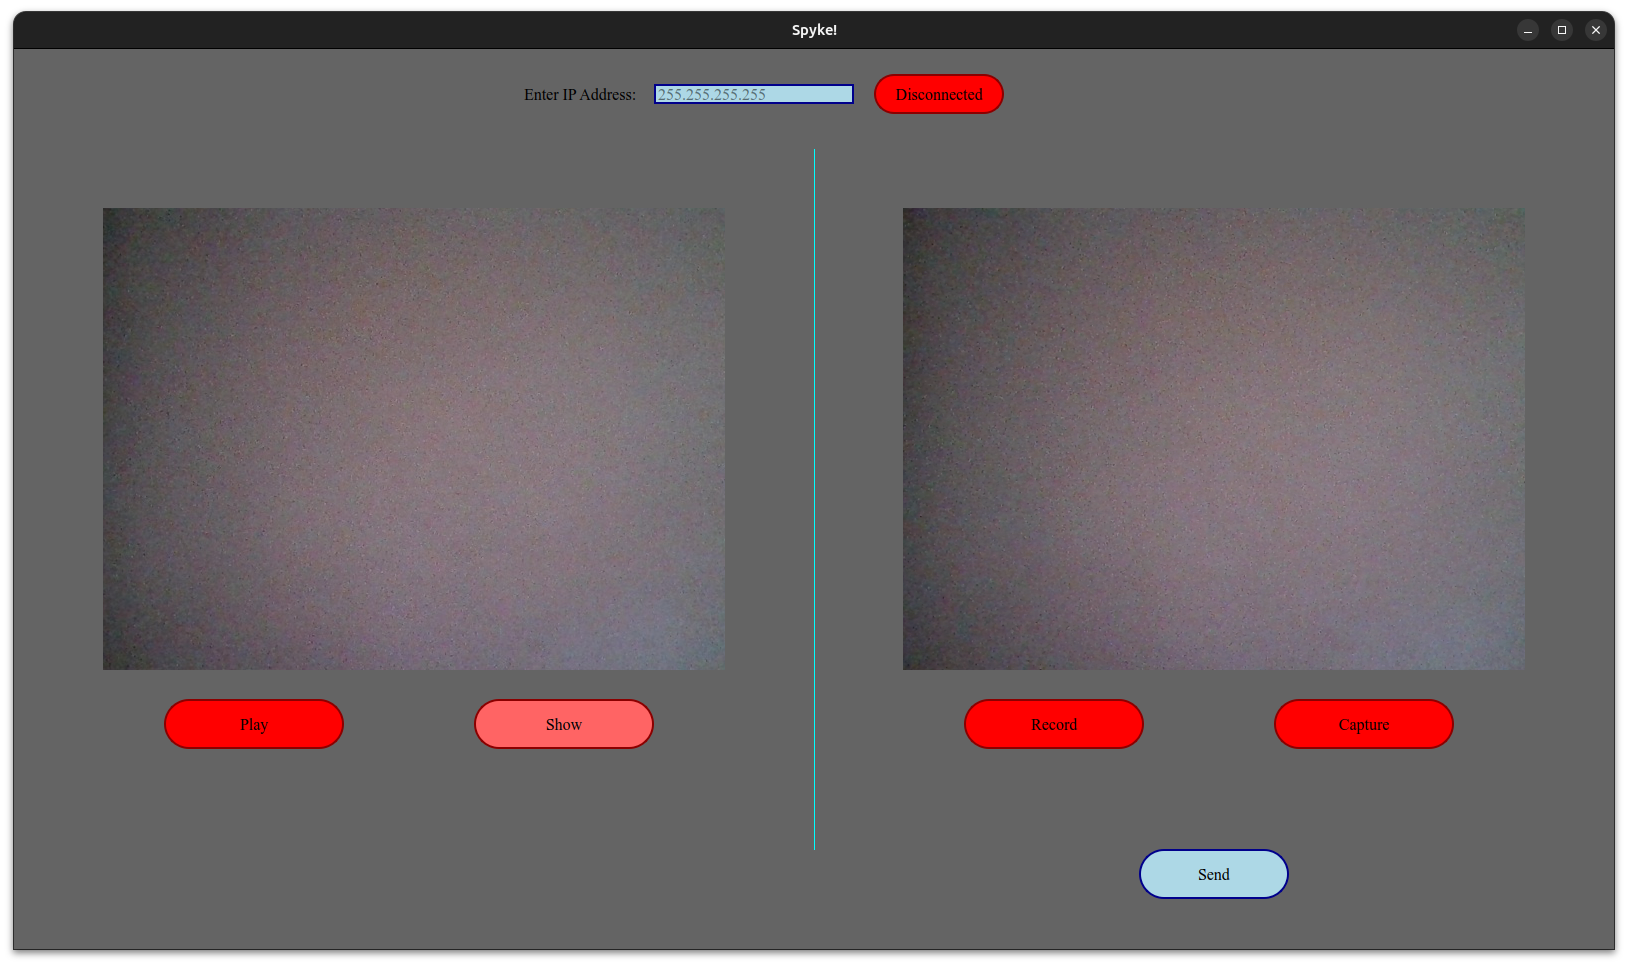 Spyke!
Enter IP Address: 255.255.255.255 Disconnected
Play Show Record Capture
Send